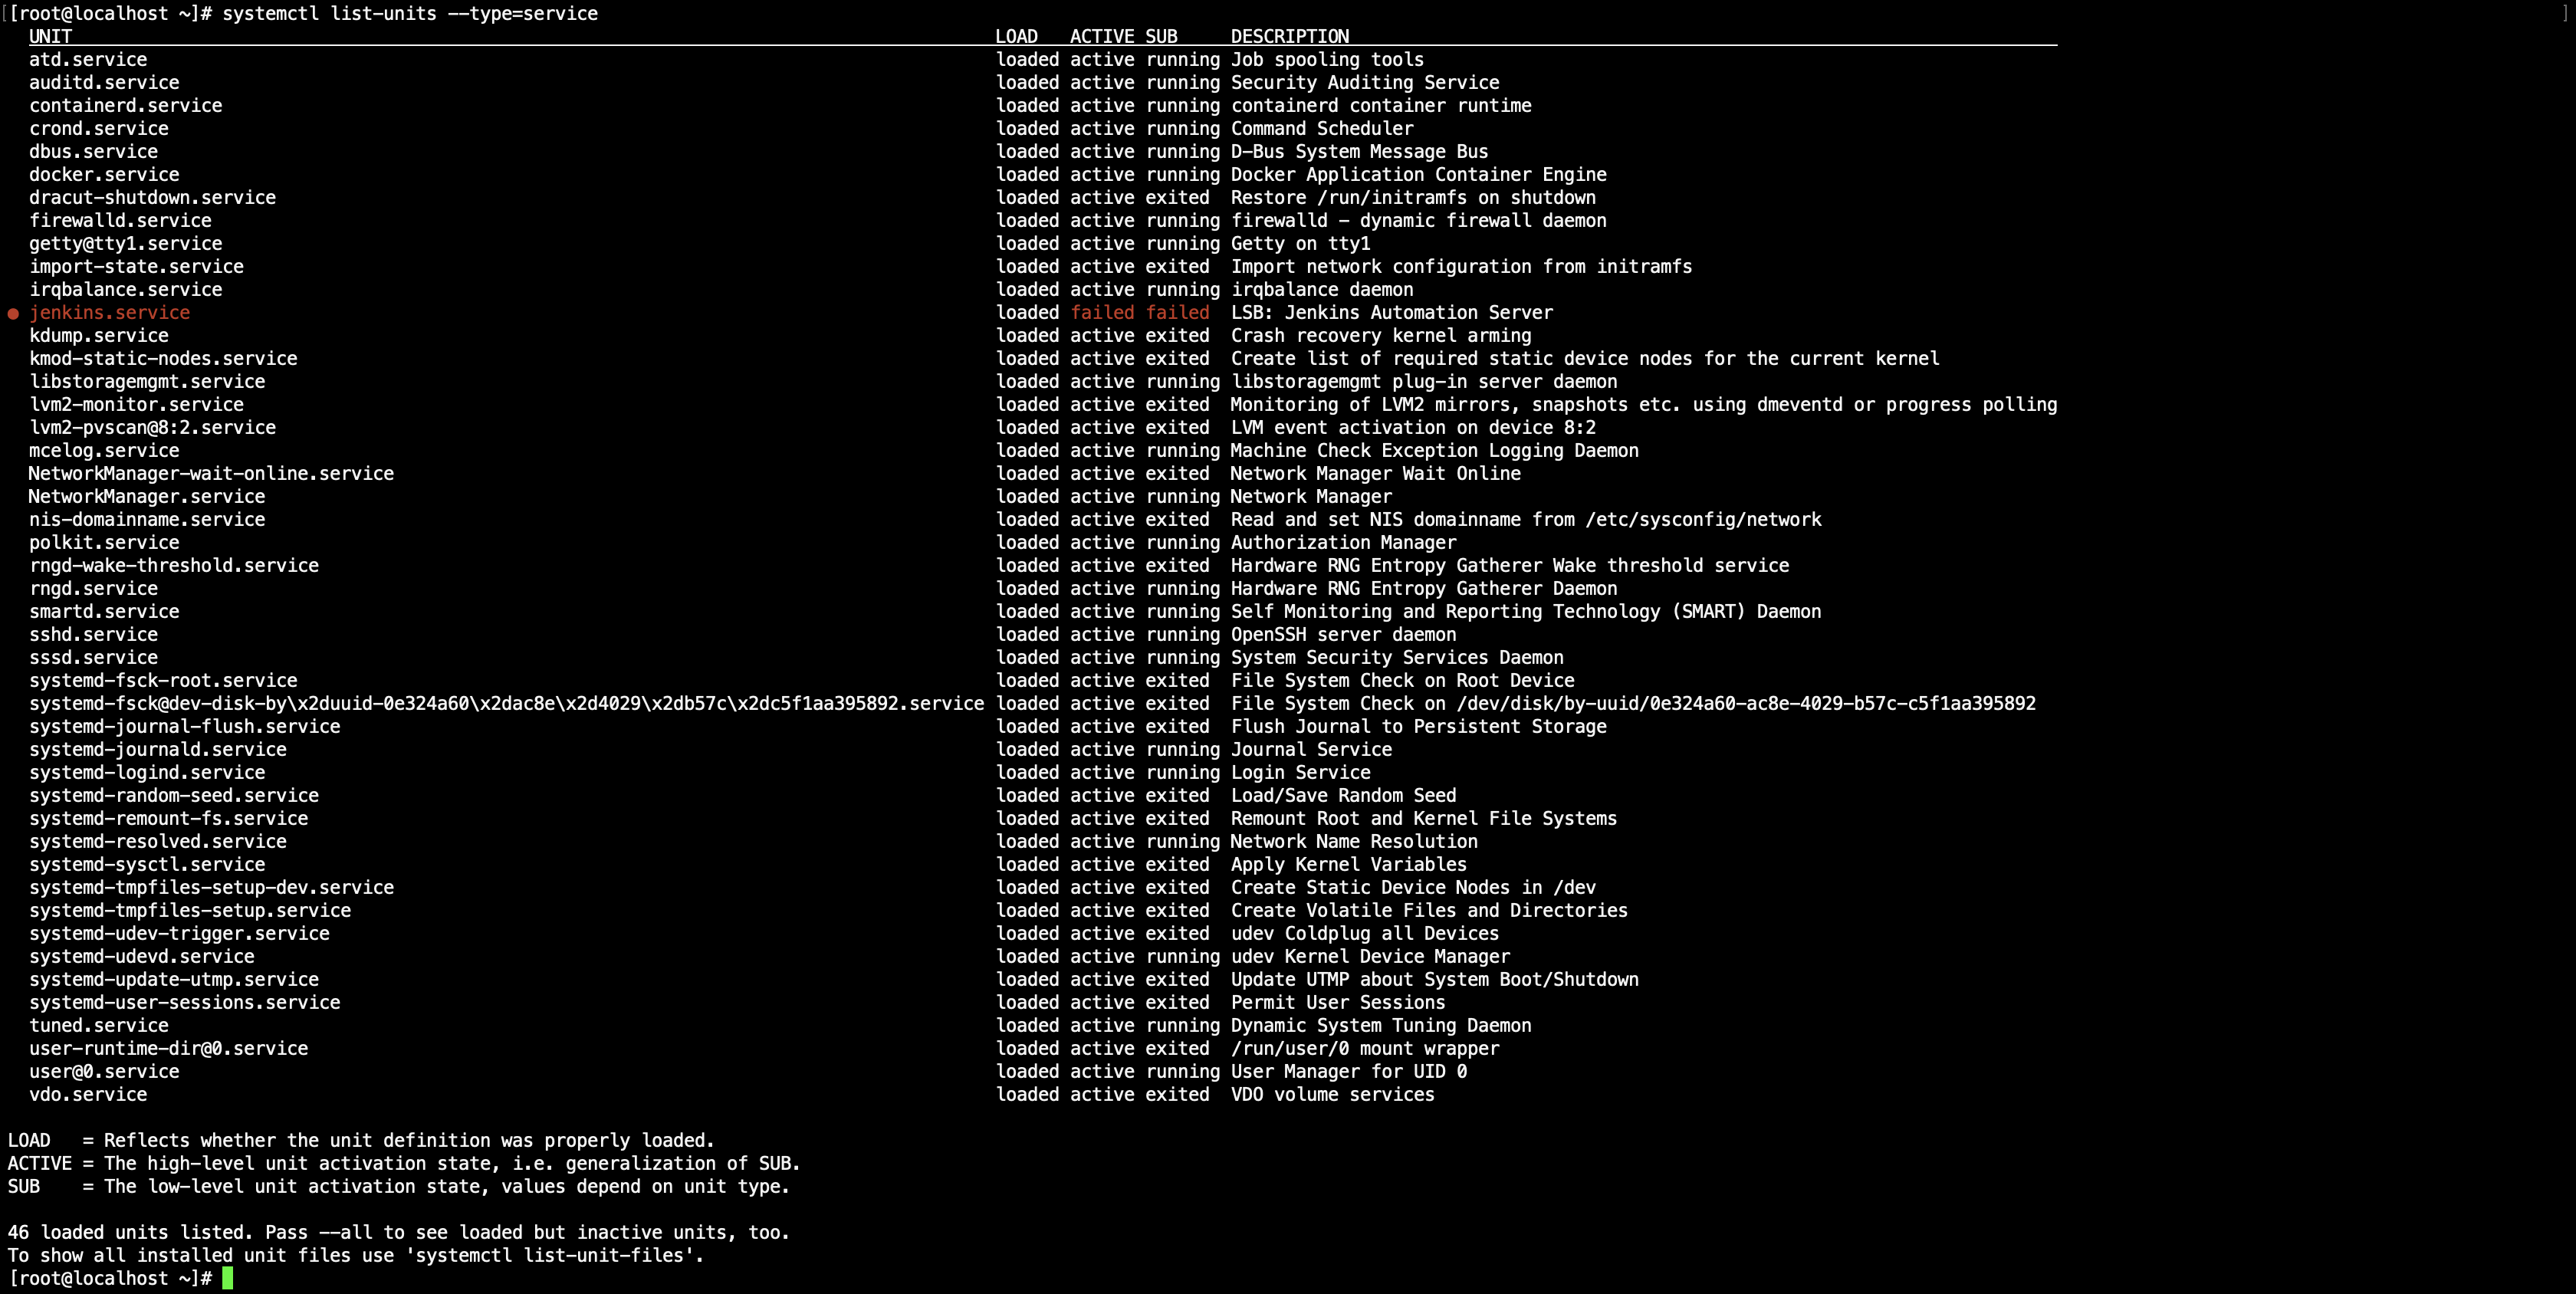 [[root@localhost ~]# systemctl list-units --type=service ]
UNIT LOAD ACTIVE SUB DESCRIPTION
atd.service loaded active running Job spooling tools
auditd.service loaded active running Security Auditing Service
containerd.service loaded active running containerd container runtime
crond.service loaded active running Command Scheduler
dbus.service loaded active running D-Bus System Message Bus
docker.service loaded active running Docker Application Container Engine
dracut-shutdown.service loaded active exited Restore /run/initramfs on shutdown
firewalld.service loaded active running firewalld - dynamic firewall daemon
getty@tty1.service loaded active running Getty on tty1
import-state.service loaded active exited Import network configuration from initramfs
irqbalance.service loaded active running irqbalance daemon
● jenkins.service loaded failed failed LSB: Jenkins Automation Server
kdump.service loaded active exited Crash recovery kernel arming
kmod-static-nodes.service loaded active exited Create list of required static device nodes for the current kernel
libstoragemgmt.service loaded active running libstoragemgmt plug-in server daemon
lvm2-monitor.service loaded active exited Monitoring of LVM2 mirrors, snapshots etc. using dmeventd or progress polling
lvm2-pvscan@8:2.service loaded active exited LVM event activation on device 8:2
mcelog.service loaded active running Machine Check Exception Logging Daemon
NetworkManager-wait-online.service loaded active exited Network Manager Wait Online
NetworkManager.service loaded active running Network Manager
nis-domainname.service loaded active exited Read and set NIS domainname from /etc/sysconfig/network
polkit.service loaded active running Authorization Manager
rngd-wake-threshold.service loaded active exited Hardware RNG Entropy Gatherer Wake threshold service
rngd.service loaded active running Hardware RNG Entropy Gatherer Daemon
smartd.service loaded active running Self Monitoring and Reporting Technology (SMART) Daemon
sshd.service loaded active running OpenSSH server daemon
sssd.service loaded active running System Security Services Daemon
systemd-fsck-root.service loaded active exited File System Check on Root Device
systemd-fsck@dev-disk-by\x2duuid-0e324a60\x2dac8e\x2d4029\x2db57c\x2dc5f1aa395892.service loaded active exited File System Check on /dev/disk/by-uuid/0e324a60-ac8e-4029-b57c-c5f1aa395892
systemd-journal-flush.service loaded active exited Flush Journal to Persistent Storage
systemd-journald.service loaded active running Journal Service
systemd-logind.service loaded active running Login Service
systemd-random-seed.service loaded active exited Load/Save Random Seed
systemd-remount-fs.service loaded active exited Remount Root and Kernel File Systems
systemd-resolved.service loaded active running Network Name Resolution
systemd-sysctl.service loaded active exited Apply Kernel Variables
systemd-tmpfiles-setup-dev.service loaded active exited Create Static Device Nodes in /dev
systemd-tmpfiles-setup.service loaded active exited Create Volatile Files and Directories
systemd-udev-trigger.service loaded active exited udev Coldplug all Devices
systemd-udevd.service loaded active running udev Kernel Device Manager
systemd-update-utmp.service loaded active exited Update UTMP about System Boot/Shutdown
systemd-user-sessions.service loaded active exited Permit User Sessions
tuned.service loaded active running Dynamic System Tuning Daemon
user-runtime-dir@0.service loaded active exited /run/user/0 mount wrapper
user@0.service loaded active running User Manager for UID 0
vdo.service loaded active exited VDO volume services
LOAD = Reflects whether the unit definition was properly loaded.
ACTIVE = The high-level unit activation state, i.e. generalization of SUB.
SUB = The low-level unit activation state, values depend on unit type.
46 loaded units listed. Pass --all to see loaded but inactive units, too.
To show all installed unit files use 'systemctl list-unit-files'.
[root@localhost ~]#